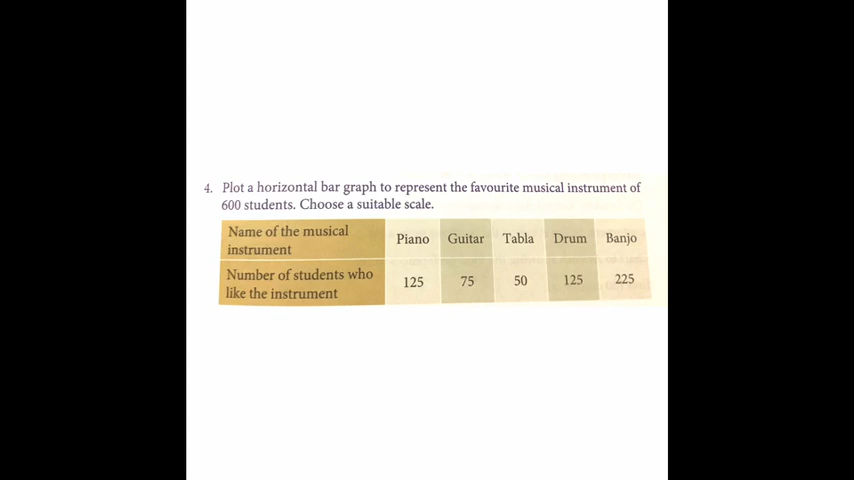 4. Plot a horizontal bar graph to represent the favourite musical instrument of
600 students. Choose a suitable scale.
Name of the musical
instrument
Piano Guitar Tabla Drum Banjo
Number of students who
like the instrument
125 75 50 125 225